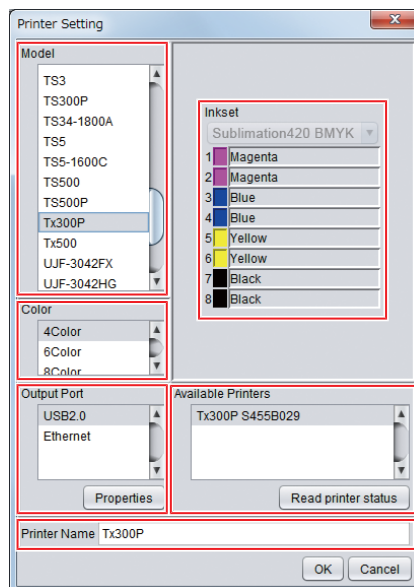 Printer Setting
Model
TS3
TS300P
TS34-1800A
TS5
TS5-1600C
TS500
TS500P
Tx300P
Tx500
UJF-3042FX
UJF-3042HG
Inkset
Sublimation420 BMYK
1 Magenta
2 Magenta
3 Blue
4 Blue
5 Yellow
6 Yellow
7 Black
8 Black
Color
4Color
6Color
8Color
Output Port
USB2.0
Ethernet
Properties
Available Printers
Tx300P S455B029
Read printer status
Printer Name Tx300P
OK Cancel